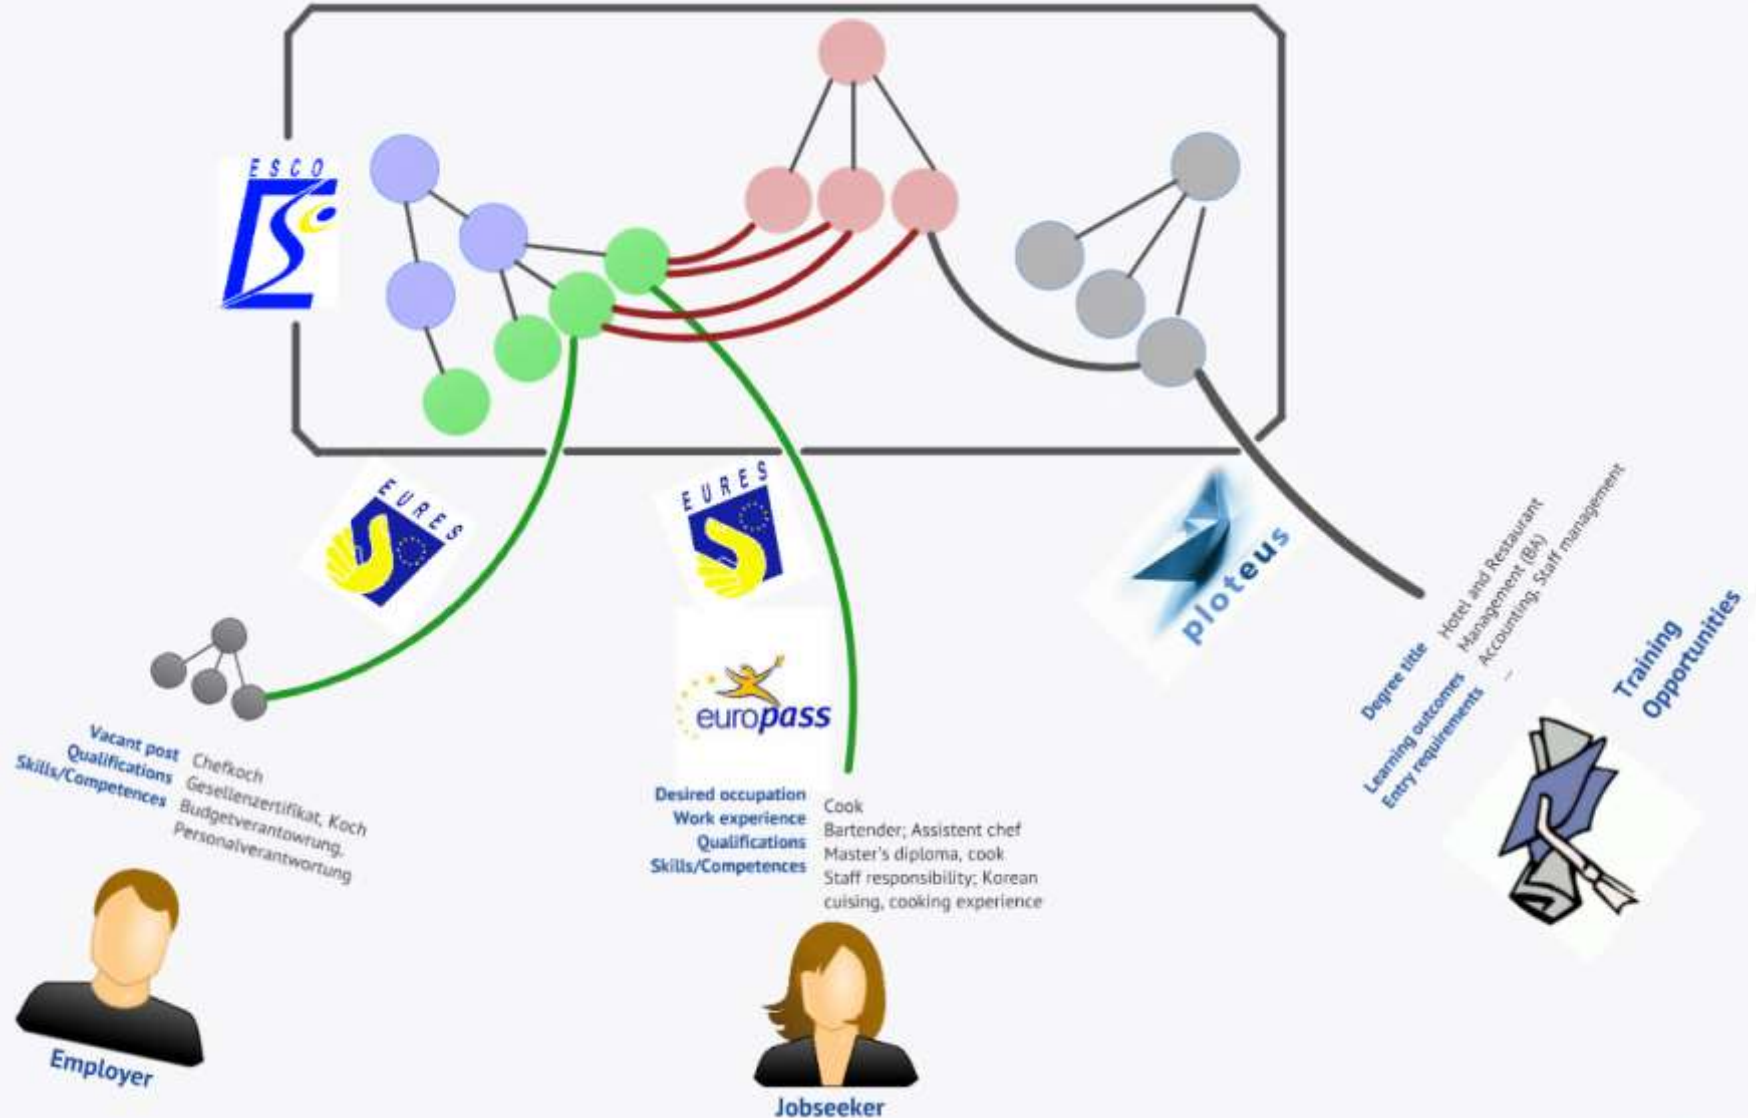 ESCO
EURES
EURES
europass
ploteus
Vacant post Chefkoch
Qualifications Gesellenzertifikat, Koch
Skills/Competences Budgetverantowrung,
Personalverantwortung
Employer
Desired occupation Cook
Work experience Bartender; Assistent chef
Qualifications Master's diploma, cook
Skills/Competences Staff responsibility; Korean
cuising, cooking experience
Jobseeker
Degree title Hotel and Restaurant
Management (BA)
Learning outcomes Accounting, Staff management
Entry requirements ...
Training
Opportunities